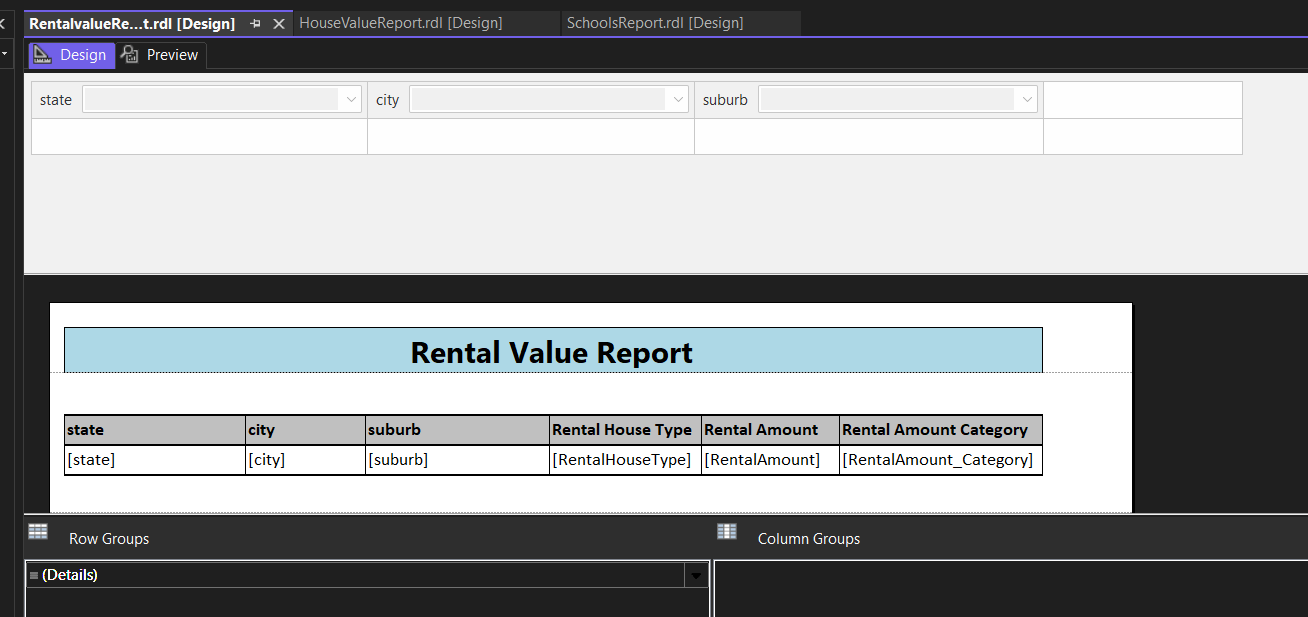 RentalvalueRe...t.rdl [Design] HouseValueReport.rdl [Design] SchoolsReport.rdl [Design]
Design Preview
state city suburb
Rental Value Report
state city suburb Rental House Type Rental Amount Rental Amount Category
[state] [city] [suburb] [RentalHouseType] [RentalAmount] [RentalAmount_Category]
Row Groups Column Groups
(Details)